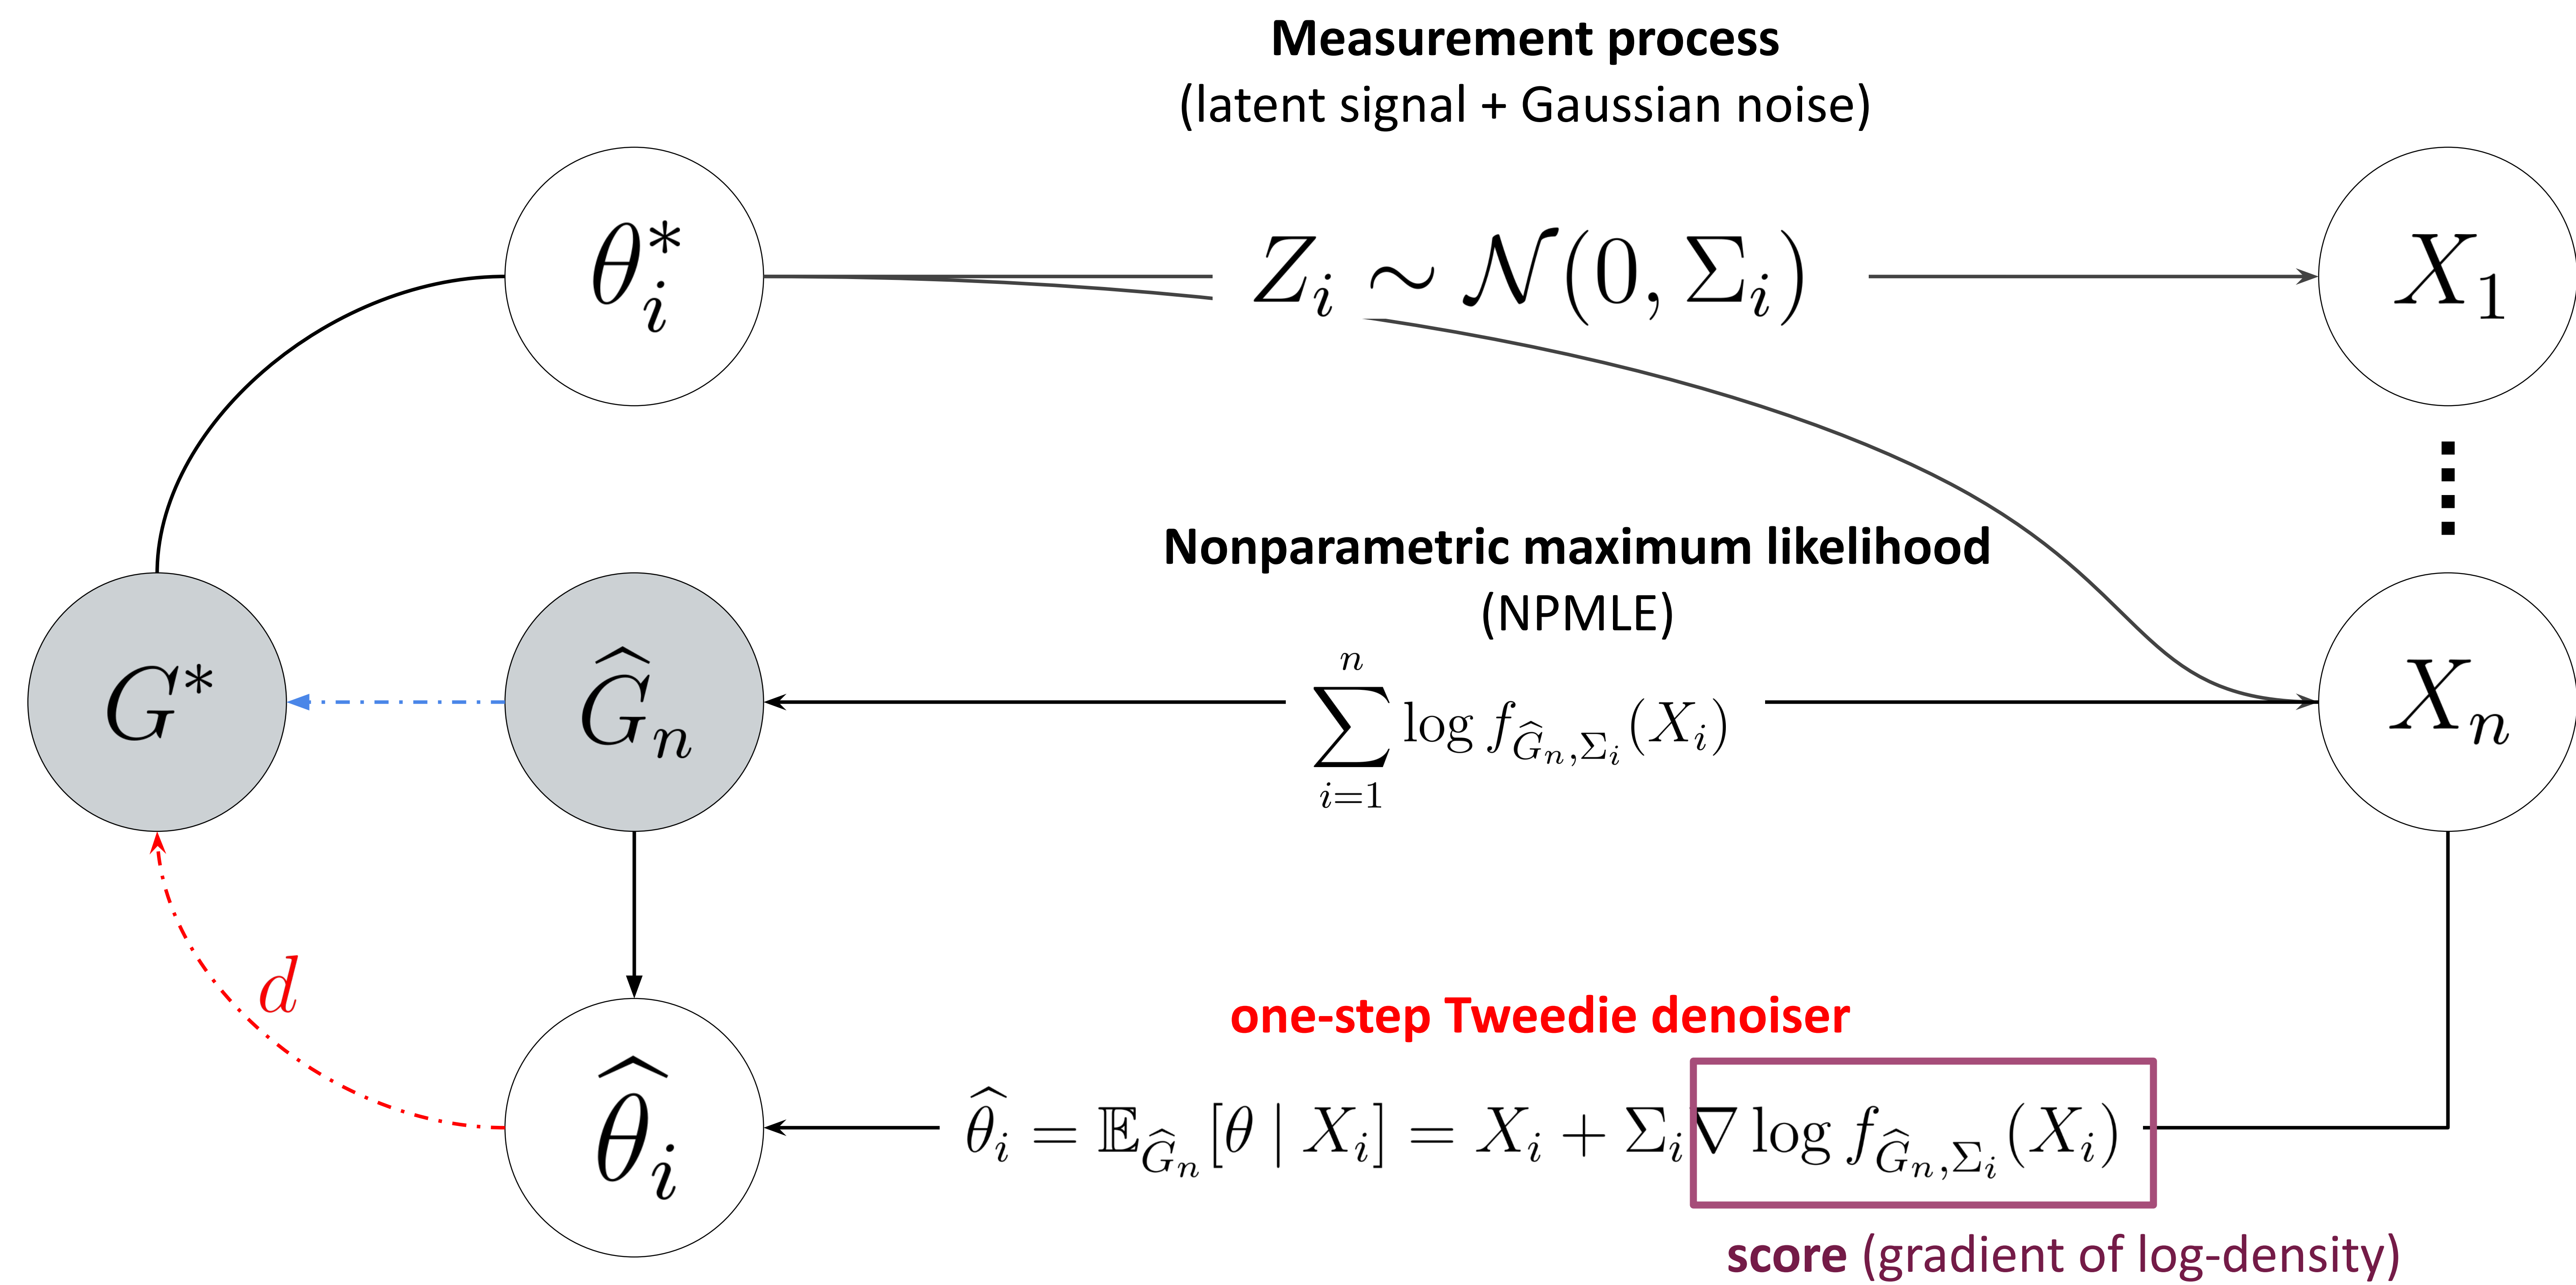 Measurement process
(latent signal + Gaussian noise)
θ_i^*
Z_i ∼ 𝒩(0, Σ_i)
X_1
Nonparametric maximum likelihood
(NPMLE)
G^*
Ĝ_n
∑_{i=1}^{n} log f_{Ĝ_n,Σ_i}(X_i)
X_n
d
one-step Tweedie denoiser
θ̂_i
θ̂_i = 𝔼_{Ĝ_n}[θ | X_i] = X_i + Σ_i ∇ log f_{Ĝ_n,Σ_i}(X_i)
score (gradient of log-density)